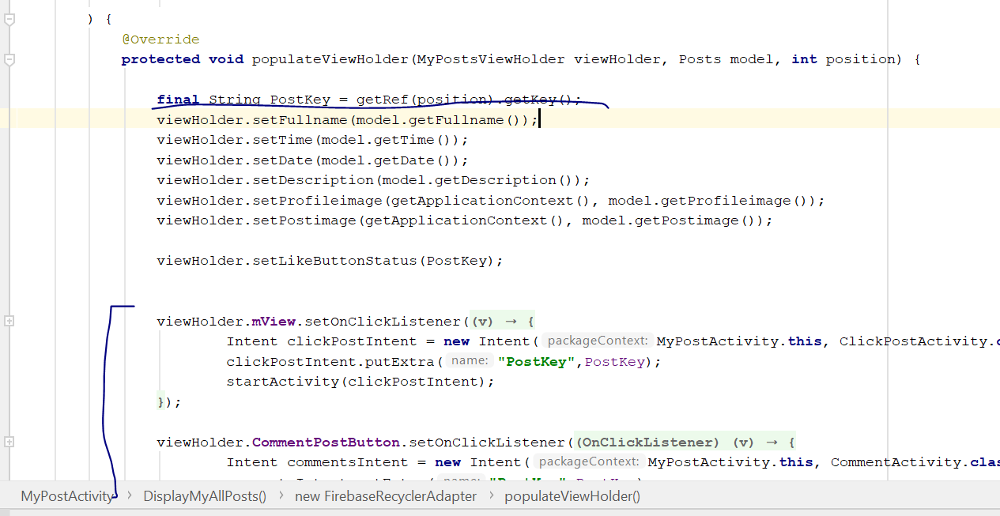 ) {
@Override
protected void populateViewHolder(MyPostsViewHolder viewHolder, Posts model, int position) {
final String PostKey = getRef(position).getKey();
viewHolder.setFullname(model.getFullname());
viewHolder.setTime(model.getTime());
viewHolder.setDate(model.getDate());
viewHolder.setDescription(model.getDescription());
viewHolder.setProfileimage(getApplicationContext(), model.getProfileimage());
viewHolder.setPostimage(getApplicationContext(), model.getPostimage());
viewHolder.setLikeButtonStatus(PostKey);
viewHolder.mView.setOnClickListener((v) → {
Intent clickPostIntent = new Intent( packageContext: MyPostActivity.this, ClickPostActivity.c
clickPostIntent.putExtra( name: "PostKey",PostKey);
startActivity(clickPostIntent);
});
viewHolder.CommentPostButton.setOnClickListener((OnClickListener) (v) → {
Intent commentsIntent = new Intent( packageContext: MyPostActivity.this, CommentActivity.clas
MyPostActivity › DisplayMyAllPosts() › new FirebaseRecyclerAdapter › populateViewHolder()